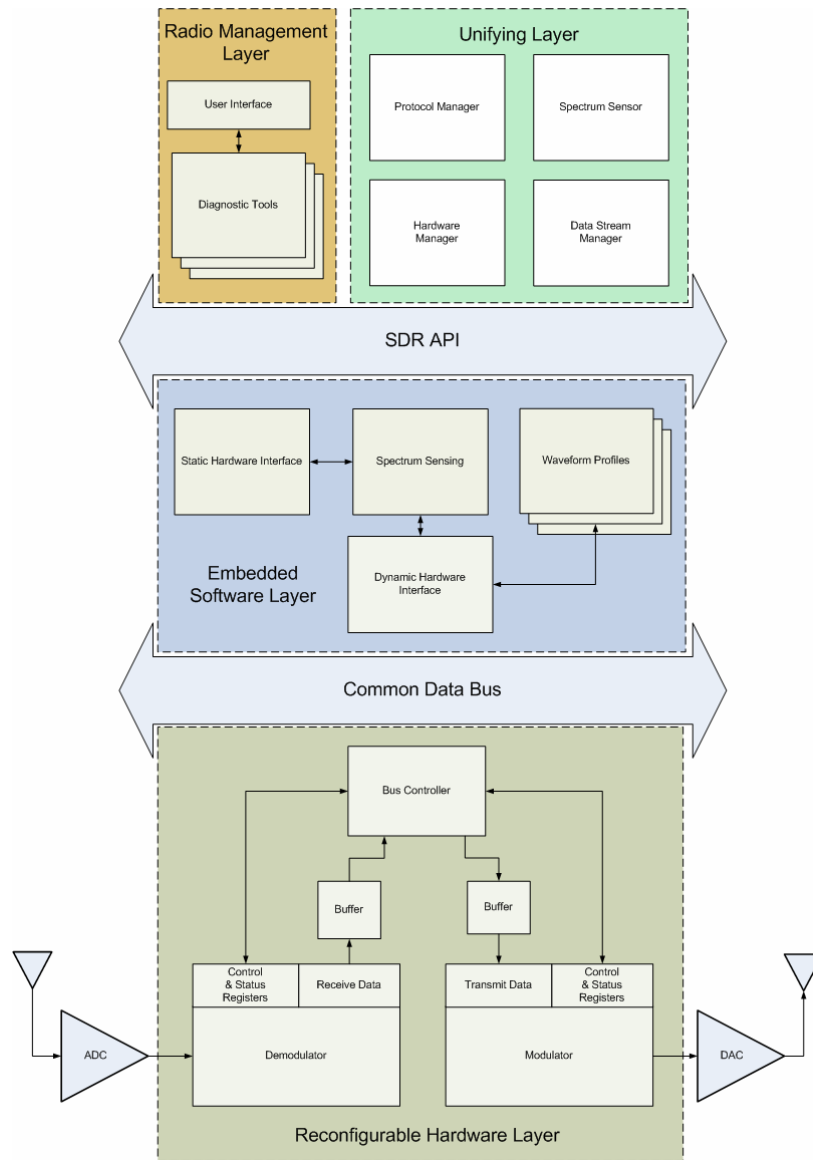 Radio Management
Layer
User Interface
Diagnostic Tools
Unifying Layer
Protocol Manager
Spectrum Sensor
Hardware
Manager
Data Stream
Manager
SDR API
Static Hardware Interface
Spectrum Sensing
Waveform Profiles
Embedded
Software Layer
Dynamic Hardware
Interface
Common Data Bus
Bus Controller
Buffer
Buffer
Control
& Status
Registers
Receive Data
Transmit Data
Control
& Status
Registers
ADC
Demodulator
Modulator
DAC
Reconfigurable Hardware Layer